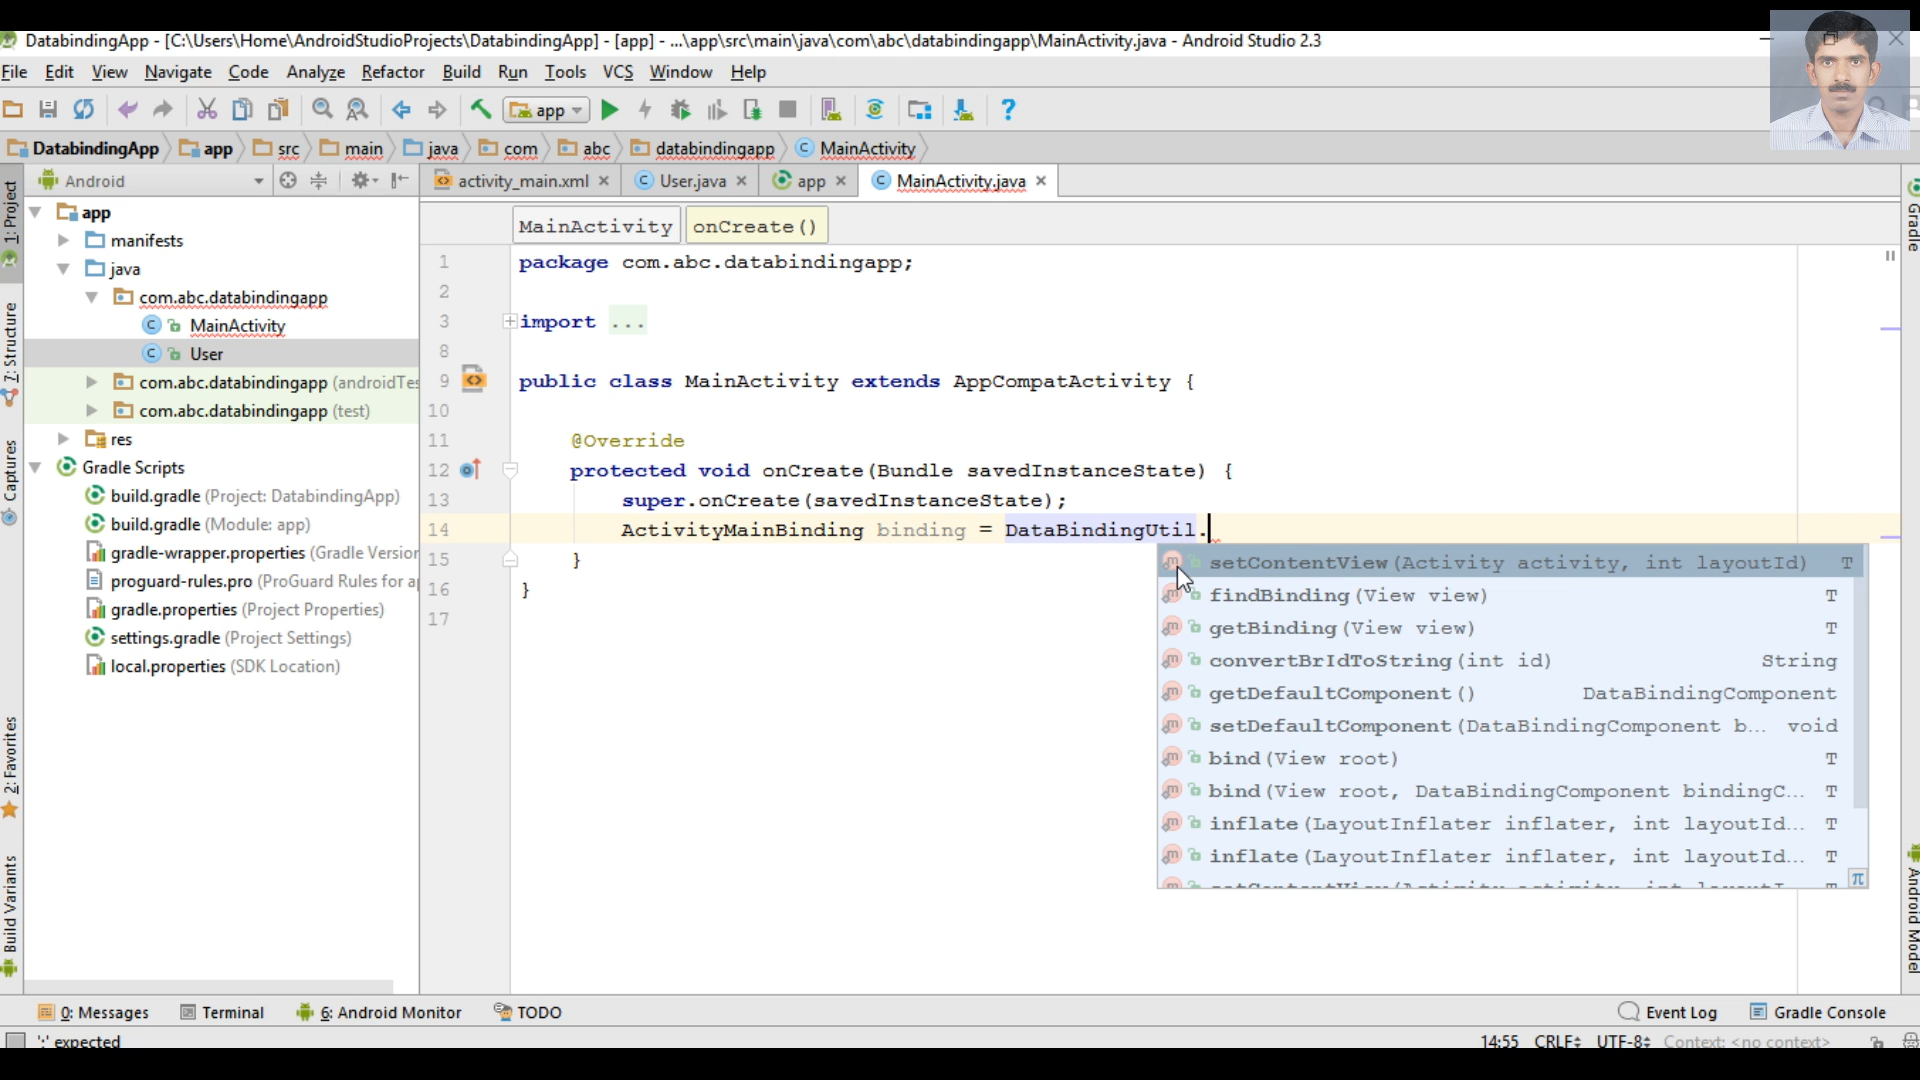 DatabindingApp - [C:\Users\Home\AndroidStudioProjects\DatabindingApp] - [app] - ...\app\src\main\java\com\abc\databindingapp\MainActivity.java - Android Studio 2.3
File Edit View Navigate Code Analyze Refactor Build Run Tools VCS Window Help
app
DatabindingApp app src main java com abc databindingapp MainActivity
Android
activity_main.xml User.java app MainActivity.java
1: Project
7: Structure
Captures
2: Favorites
Build Variants
app
manifests
java
com.abc.databindingapp
MainActivity
User
com.abc.databindingapp (androidTes
com.abc.databindingapp (test)
res
Gradle Scripts
build.gradle (Project: DatabindingApp)
build.gradle (Module: app)
gradle-wrapper.properties (Gradle Version
proguard-rules.pro (ProGuard Rules for a
gradle.properties (Project Properties)
settings.gradle (Project Settings)
local.properties (SDK Location)
MainActivity onCreate()
1 package com.abc.databindingapp;
2
3 import ...
8
9 public class MainActivity extends AppCompatActivity {
10
11 @Override
12 protected void onCreate(Bundle savedInstanceState) {
13 super.onCreate(savedInstanceState);
14 ActivityMainBinding binding = DataBindingUtil.
15 }
16 }
17
setContentView(Activity activity, int layoutId) T
findBinding(View view) T
getBinding(View view) T
convertBrIdToString(int id) String
getDefaultComponent() DataBindingComponent
setDefaultComponent(DataBindingComponent b... void
bind(View root) T
bind(View root, DataBindingComponent bindingC... T
inflate(LayoutInflater inflater, int layoutId... T
inflate(LayoutInflater inflater, int layoutId... T
Gradle
Android Model
0: Messages Terminal 6: Android Monitor TODO Event Log Gradle Console
';' expected 14:55 CRLF UTF-8 Context: <no context>